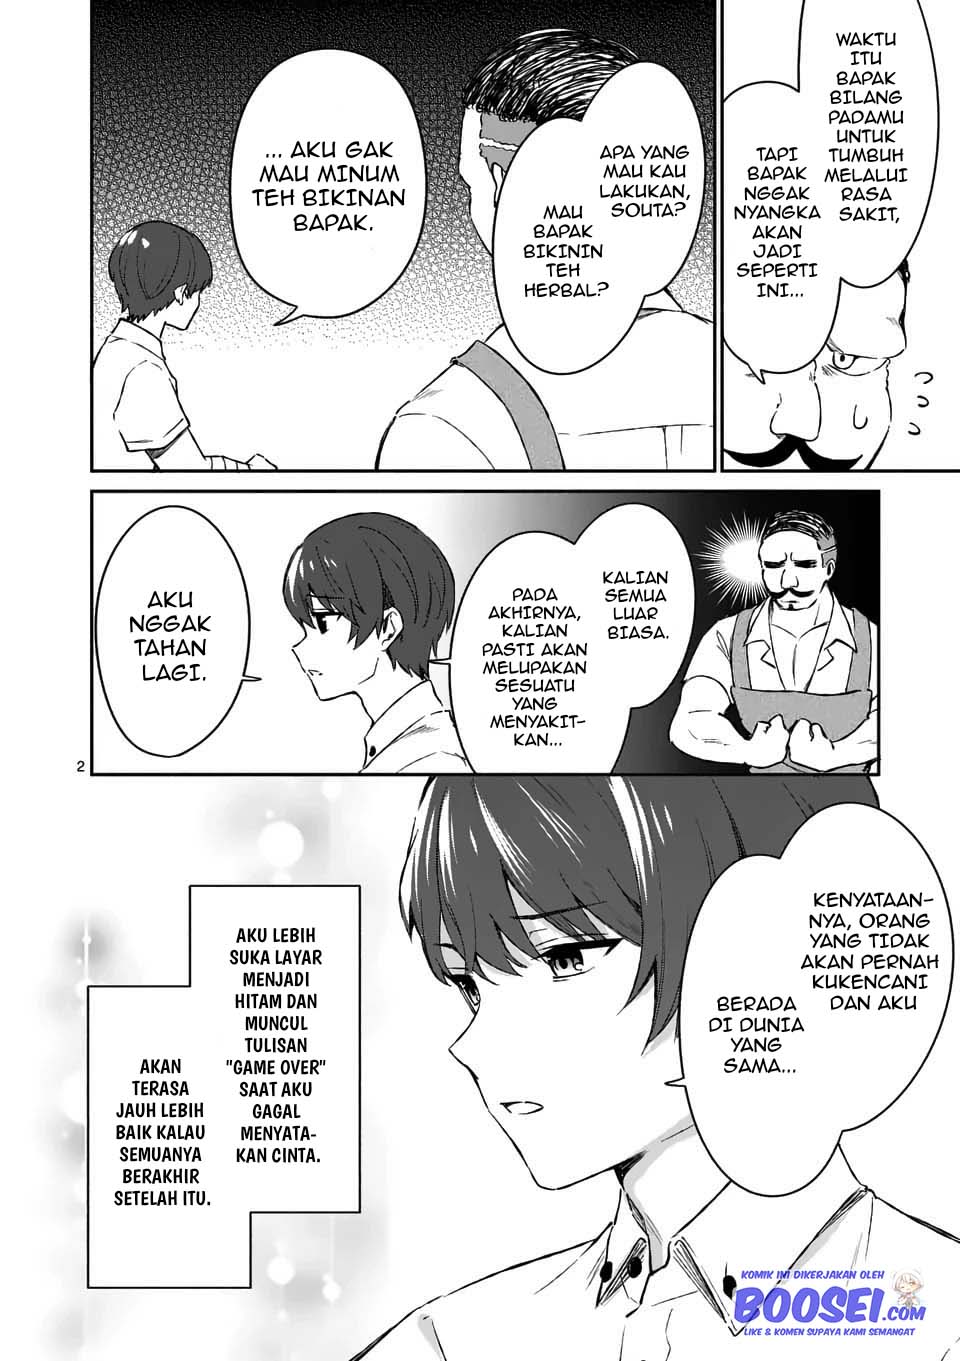 WAKTU
ITU
BAPAK
BILANG
PADAMU
UNTUK
TUMBUH
MELALUI
RASA
SAKIT,
TAPI
BAPAK
NGGAK
NYANGKA
AKAN
JADI
SEPERTI
INI...
APA YANG
MAU KAU
LAKUKAN,
SOUTA?
MAU
BAPAK
BIKININ
TEH
HERBAL?
... AKU GAK
MAU MINUM
TEH BIKINAN
BAPAK.
KALIAN
SEMUA
LUAR
BIASA.
PADA
AKHIRNYA,
KALIAN
PASTI AKAN
MELUPAKAN
SESUATU
YANG
MENYAKIT-
KAN...
AKU
NGGAK
TAHAN
LAGI.
2
KENYATAAN-
NYA, ORANG
YANG TIDAK
AKAN PERNAH
KUKENCANI
DAN AKU
BERADA
DI DUNIA
YANG
SAMA...
AKU LEBIH
SUKA LAYAR
MENJADI
HITAM DAN
MUNCUL
TULISAN
"GAME OVER"
SAAT AKU
GAGAL
MENYATA-
KAN CINTA.
AKAN
TERASA
JAUH LEBIH
BAIK KALAU
SEMUANYA
BERAKHIR
SETELAH ITU.
KOMIK INI DIKERJAKAN OLEH
BOOSEI.COM
LIKE & KOMEN SUPAYA KAMI SEMANGAT